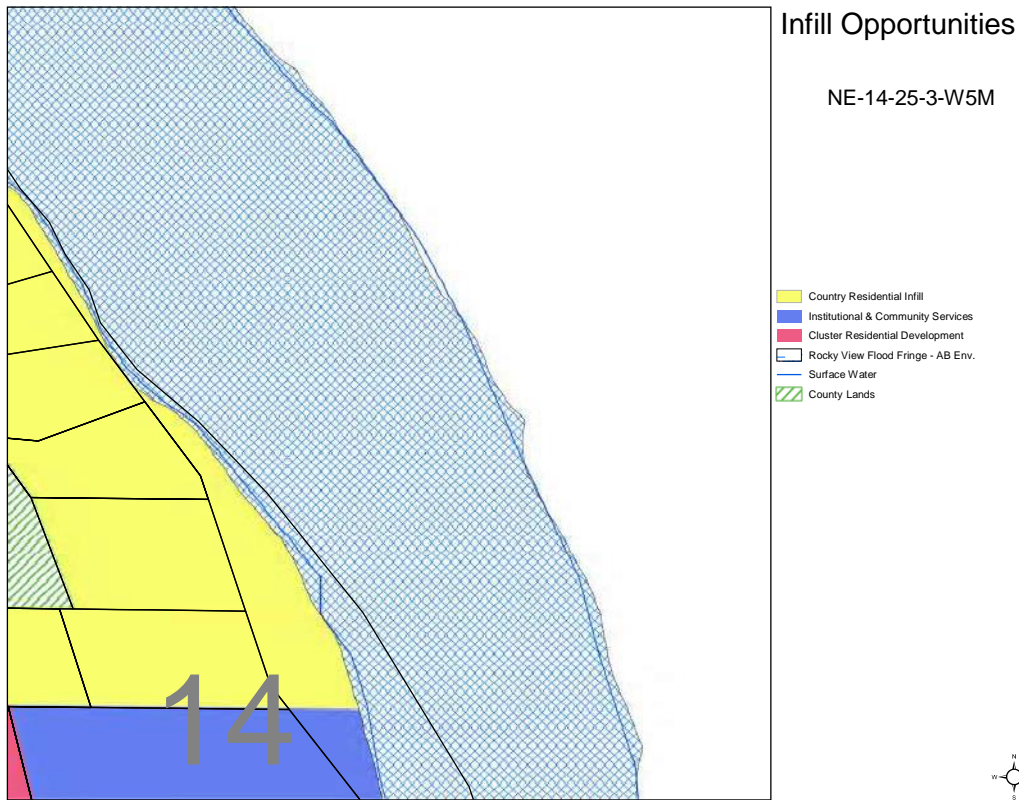 Infill Opportunities
NE-14-25-3-W5M
Country Residential Infill
Institutional & Community Services
Cluster Residential Development
Rocky View Flood Fringe - AB Env.
Surface Water
County Lands
14
N
W
S